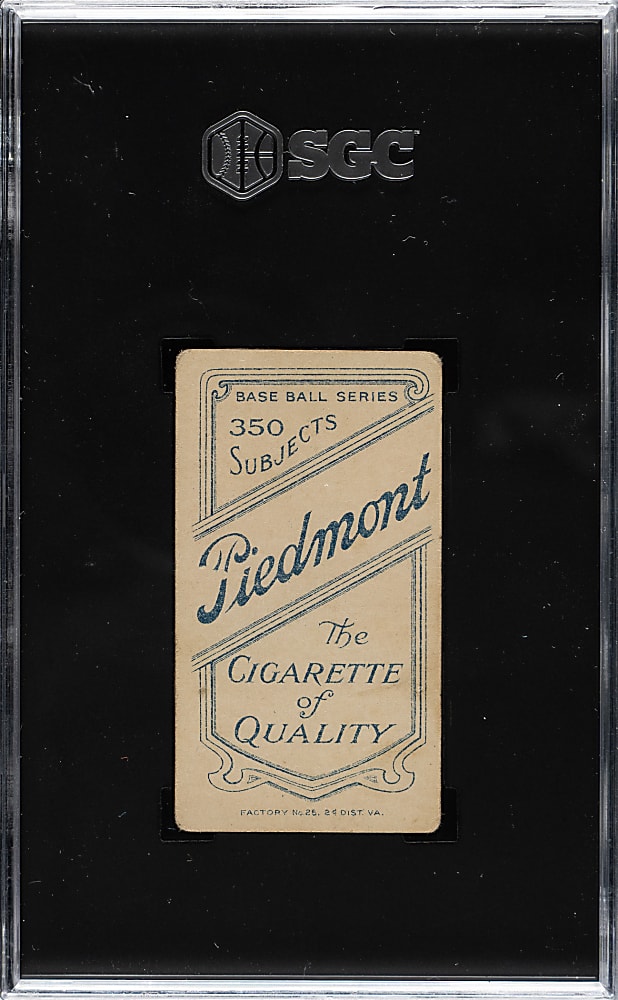 SGC
BASE BALL SERIES
350
SUBJECTS
Piedmont
The
CIGARETTE
of
QUALITY
FACTORY No 25, 2d DIST. VA.